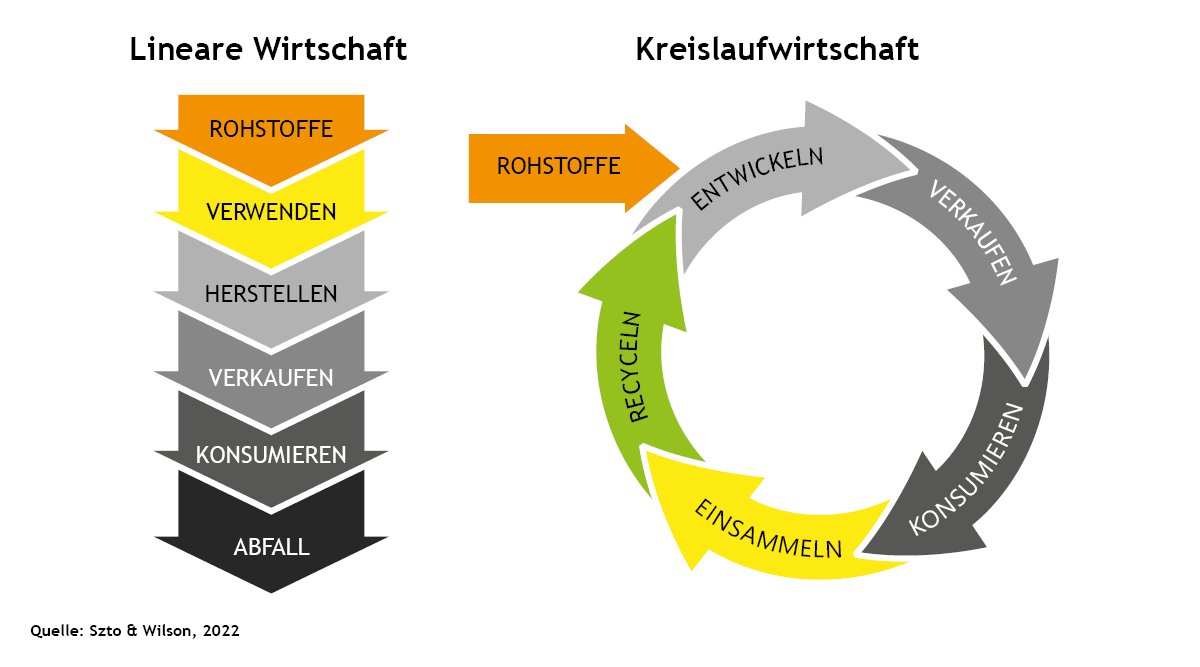 Lineare Wirtschaft
ROHSTOFFE
VERWENDEN
HERSTELLEN
VERKAUFEN
KONSUMIEREN
ABFALL
Kreislaufwirtschaft
ROHSTOFFE
ENTWICKELN
VERKAUFEN
KONSUMIEREN
EINSAMMELN
RECYCELN
Quelle: Szto & Wilson, 2022